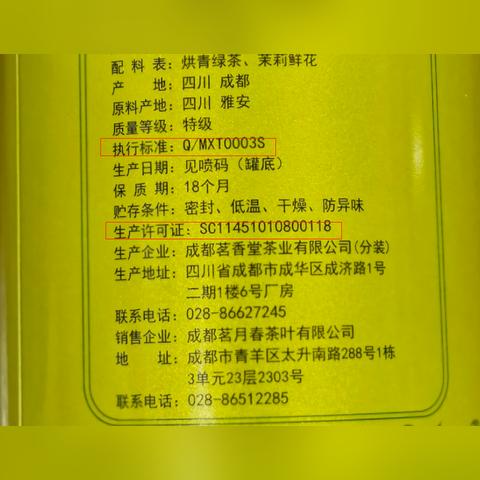 配料表：烘青绿茶、茉莉鲜花
产地：四川 成都
原料产地：四川 雅安
质量等级：特级
执行标准：Q/MXT0003S
生产日期：见喷码（罐底）
保质期：18个月
贮存条件：密封、低温、干燥、防异味
生产许可证：SC11451010800118
生产企业：成都茗香堂茶业有限公司(分装)
生产地址：四川省成都市成华区成济路1号
二期1楼6号厂房
联系电话：028-86627245
销售企业：成都茗月春茶叶有限公司
地址：成都市青羊区太升南路288号1栋
3单元23层2303号
联系电话：028-86512285